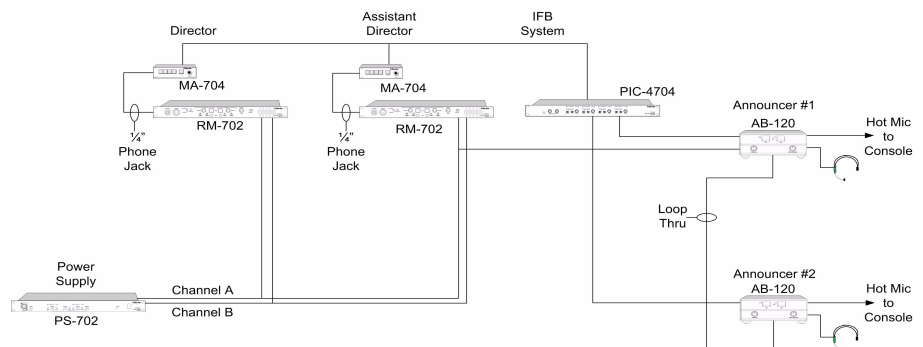 Director
Assistant
Director
IFB
System
MA-704
MA-704
PIC-4704
RM-702
RM-702
¼"
Phone
Jack
¼"
Phone
Jack
Announcer #1
AB-120
Hot Mic
to
Console
Loop
Thru
Power
Supply
PS-702
Channel A
Channel B
Announcer #2
AB-120
Hot Mic
to
Console